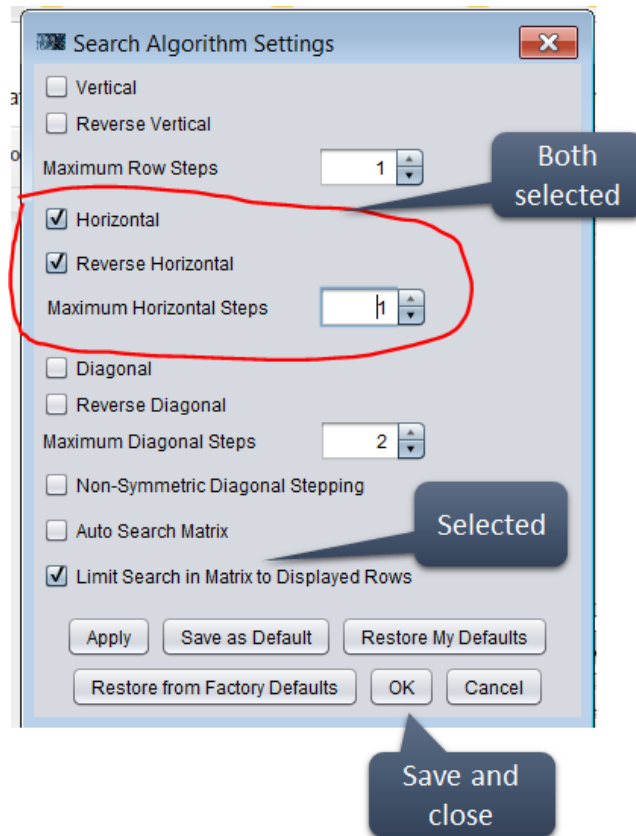 Search Algorithm Settings
Vertical
Reverse Vertical
Maximum Row Steps 1
Both
selected
Horizontal
Reverse Horizontal
Maximum Horizontal Steps 1
Diagonal
Reverse Diagonal
Maximum Diagonal Steps 2
Non-Symmetric Diagonal Stepping
Auto Search Matrix
Selected
Limit Search in Matrix to Displayed Rows
Apply Save as Default Restore My Defaults
Restore from Factory Defaults OK Cancel
Save and
close